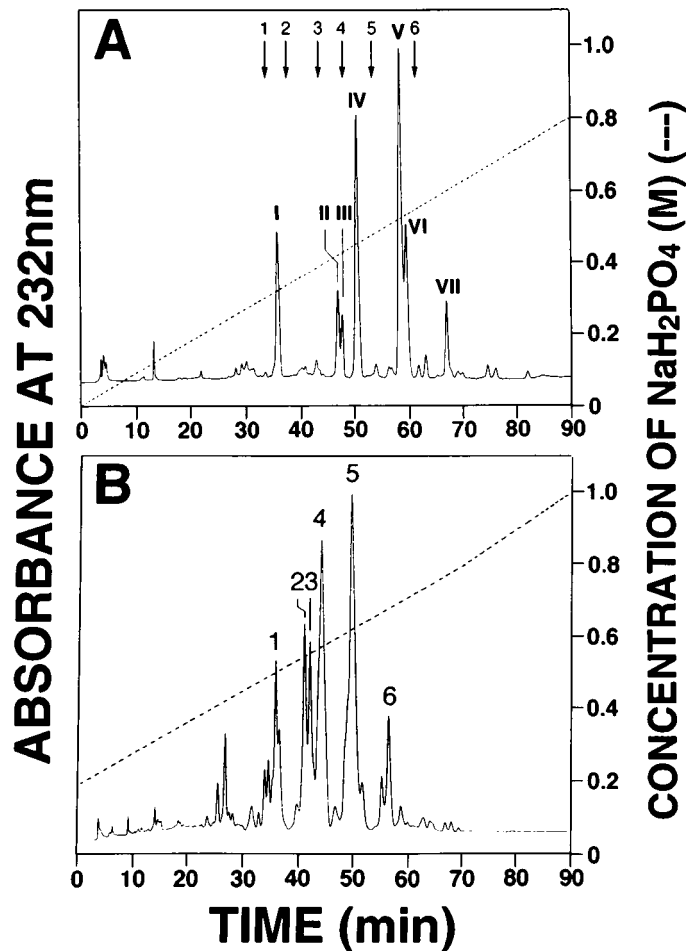 A
1 2 3 4 5 6
V
IV
I
II III
VI
VII
1.0
0.8
0.6
0.4
0.2
0
0 10 20 30 40 50 60 70 80 90
B
5
4
23
1
6
1.0
0.8
0.6
0.4
0.2
0
0 10 20 30 40 50 60 70 80 90
TIME (min)
ABSORBANCE AT 232nm
CONCENTRATION OF NaH₂PO₄ (M) (---)